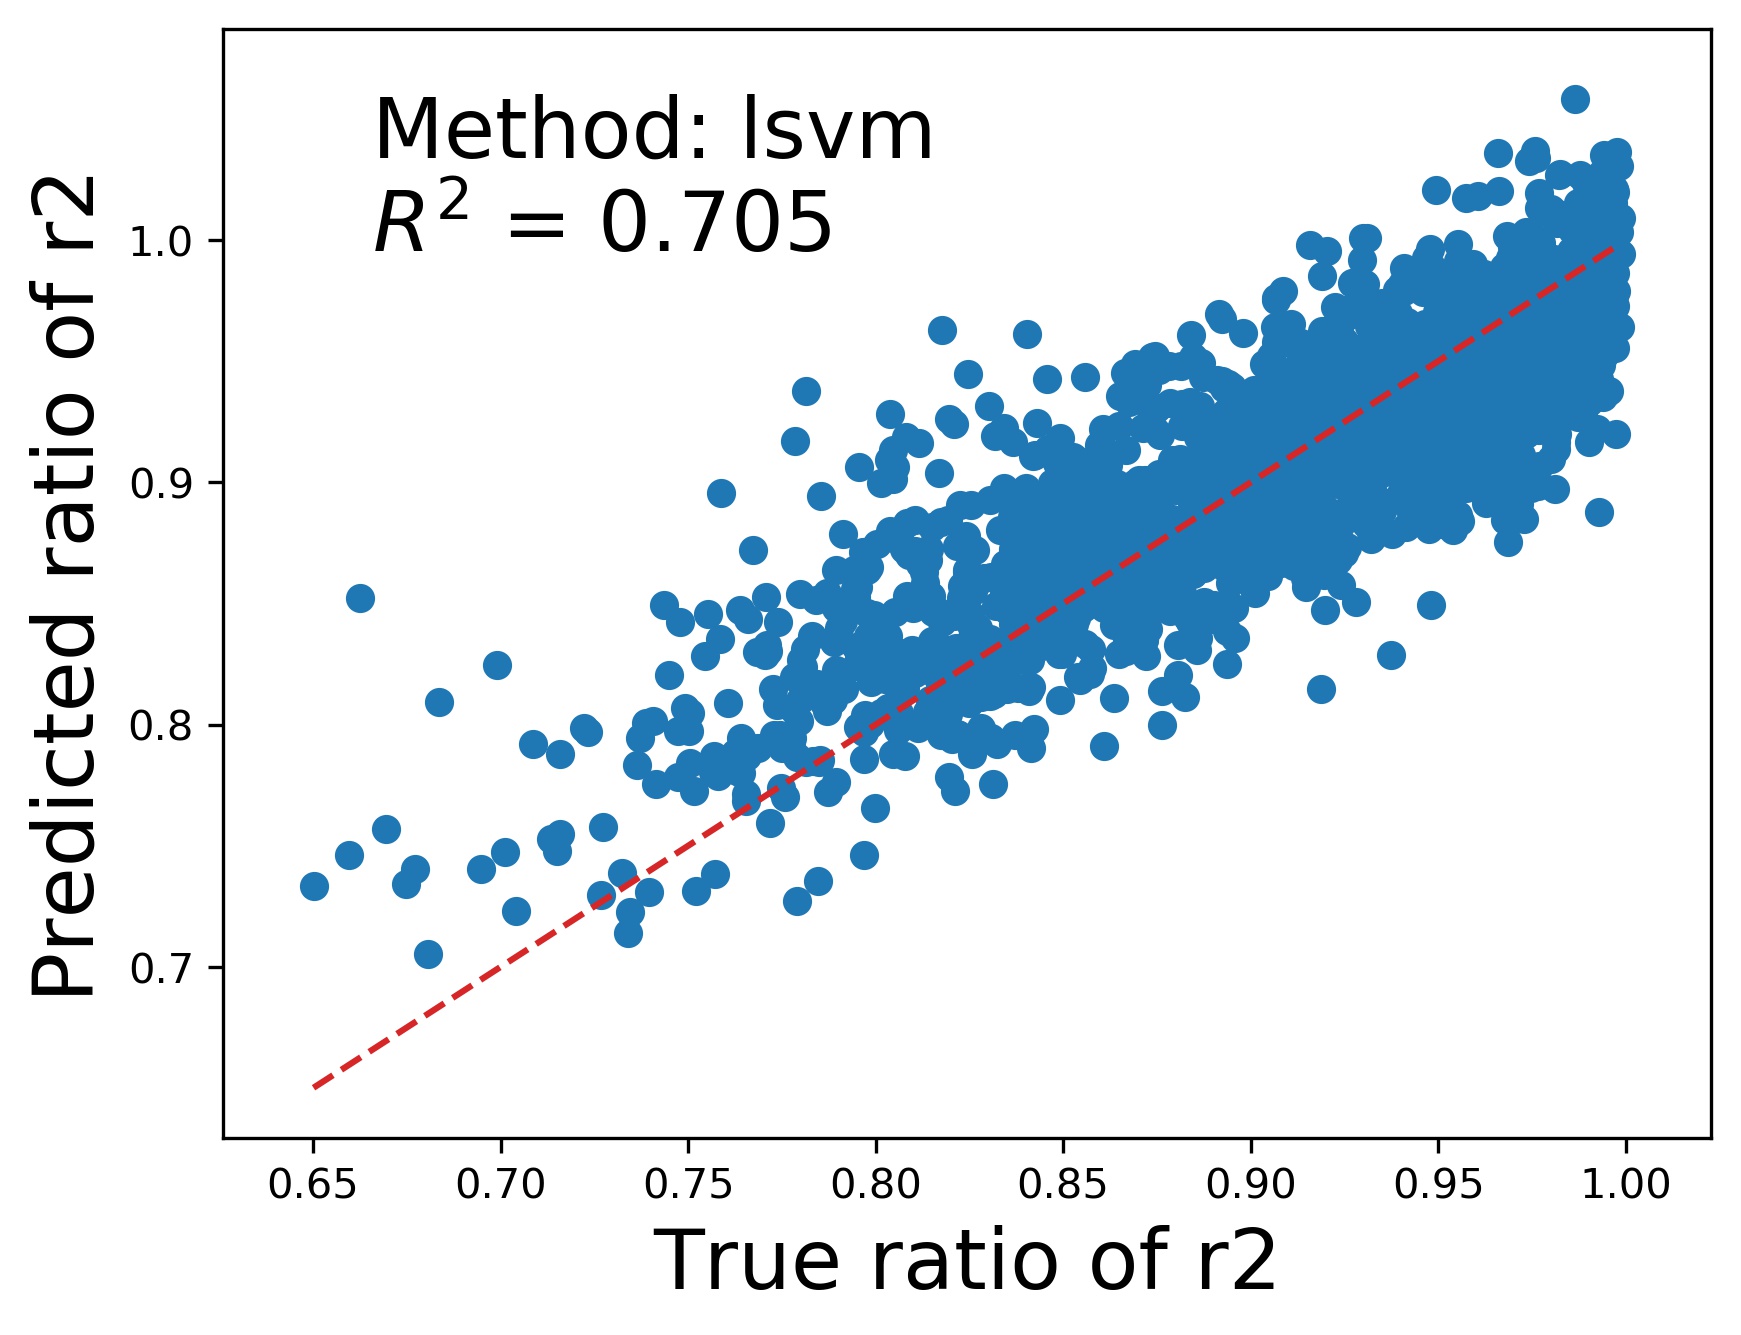 Method: lsvm
R² = 0.705
Predicted ratio of r2
1.0
0.9
0.8
0.7
0.65 0.70 0.75 0.80 0.85 0.90 0.95 1.00
True ratio of r2